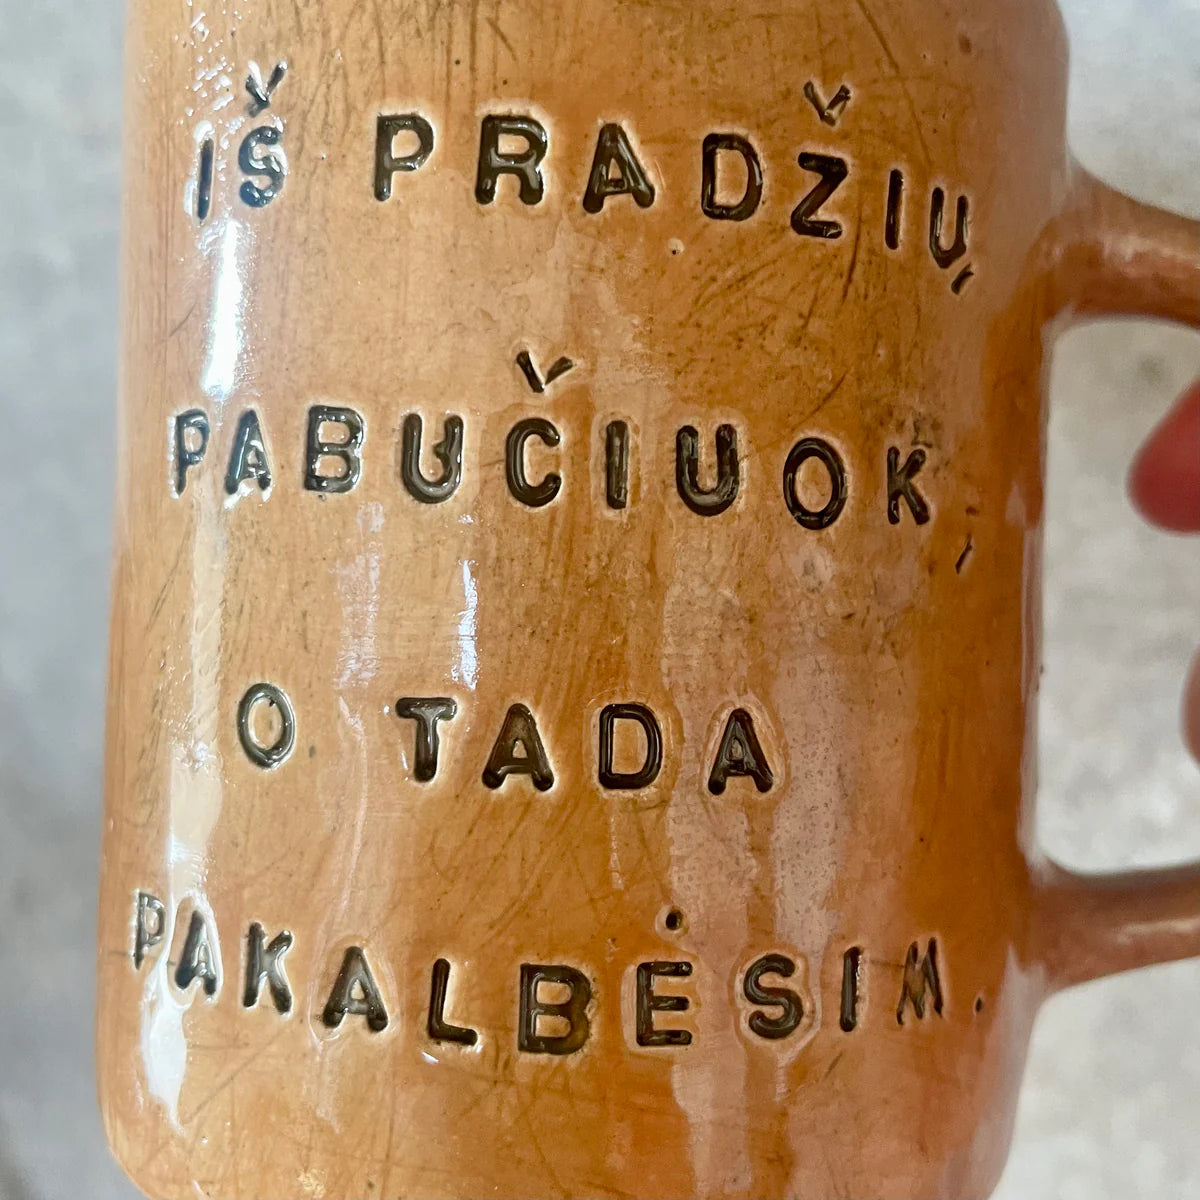 IŠ PRADŽIŲ
PABUČIUOK,
O TADA
PAKALBĖSIM.